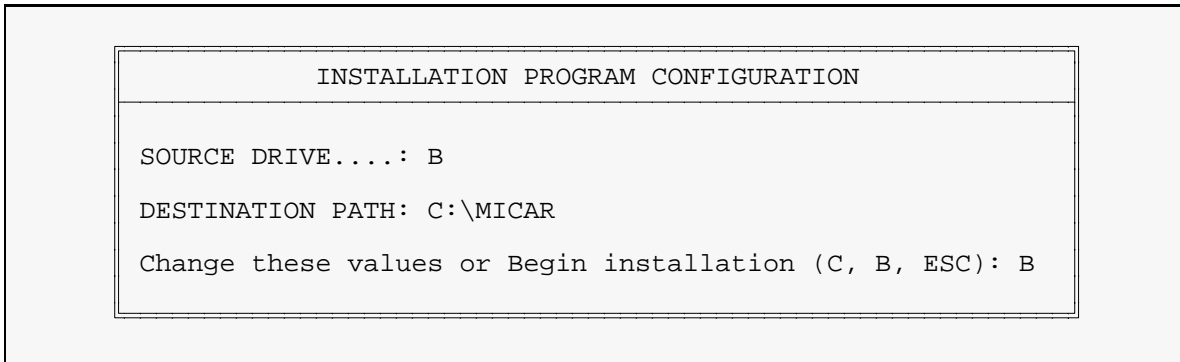 INSTALLATION PROGRAM CONFIGURATION
SOURCE DRIVE....: B
DESTINATION PATH: C:\MICAR
Change these values or Begin installation (C, B, ESC): B